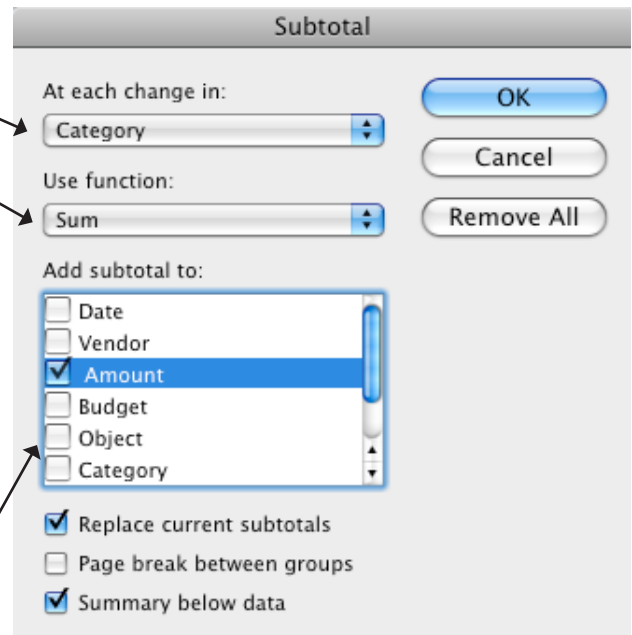 Subtotal
At each change in:
Category
OK
Cancel
Use function:
Sum
Remove All
Add subtotal to:
Date
Vendor
Amount
Budget
Object
Category
Replace current subtotals
Page break between groups
Summary below data